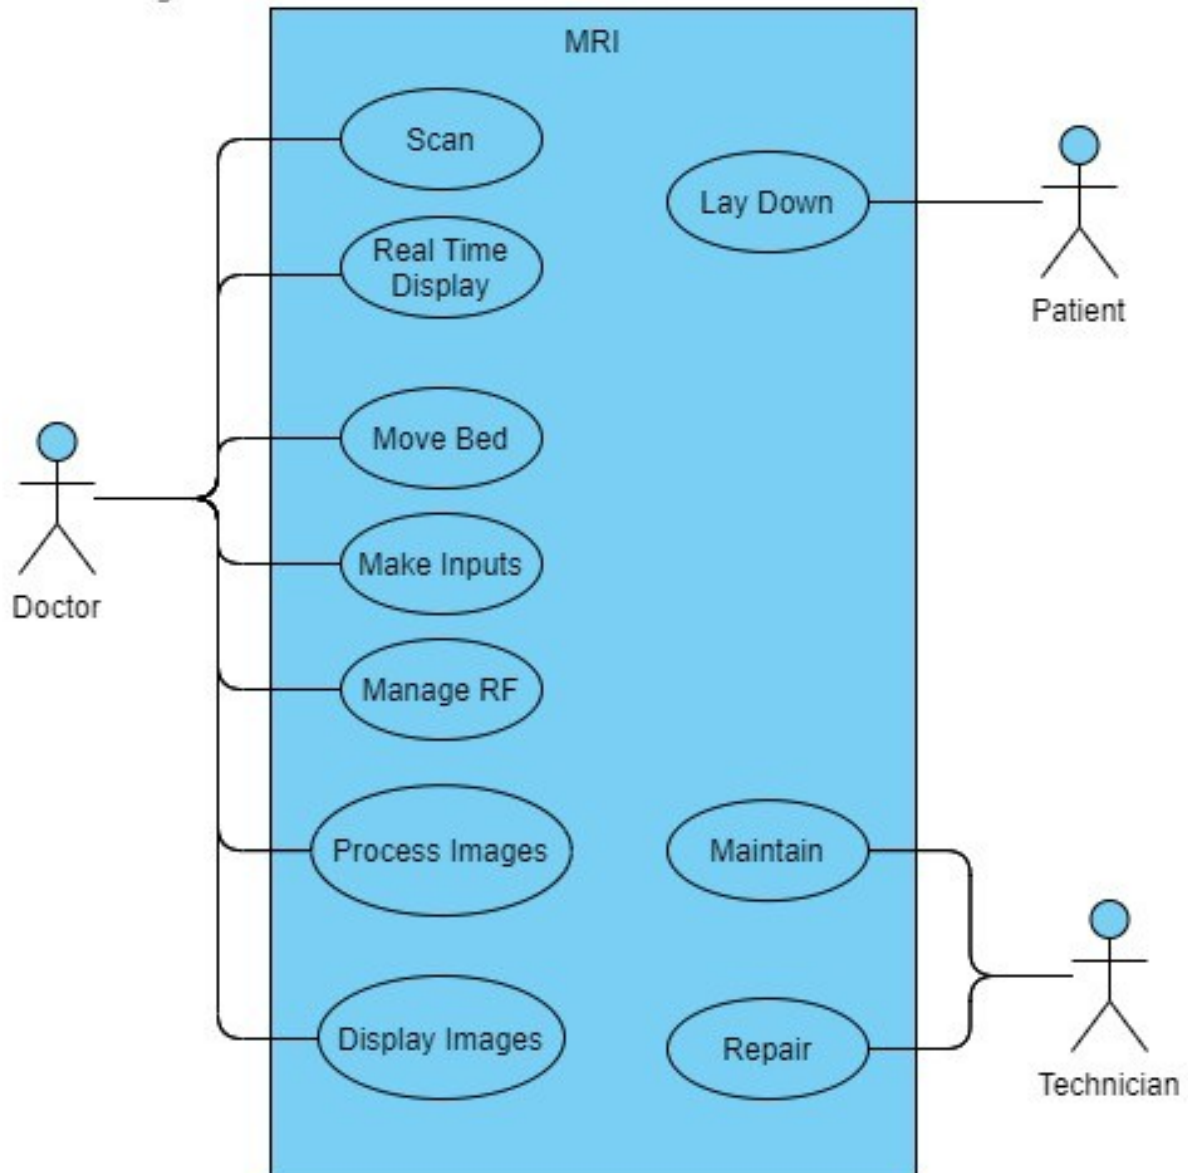 MRI
Scan
Lay Down
Real Time
Display
Patient
Move Bed
Make Inputs
Doctor
Manage RF
Process Images
Maintain
Display Images
Repair
Technician